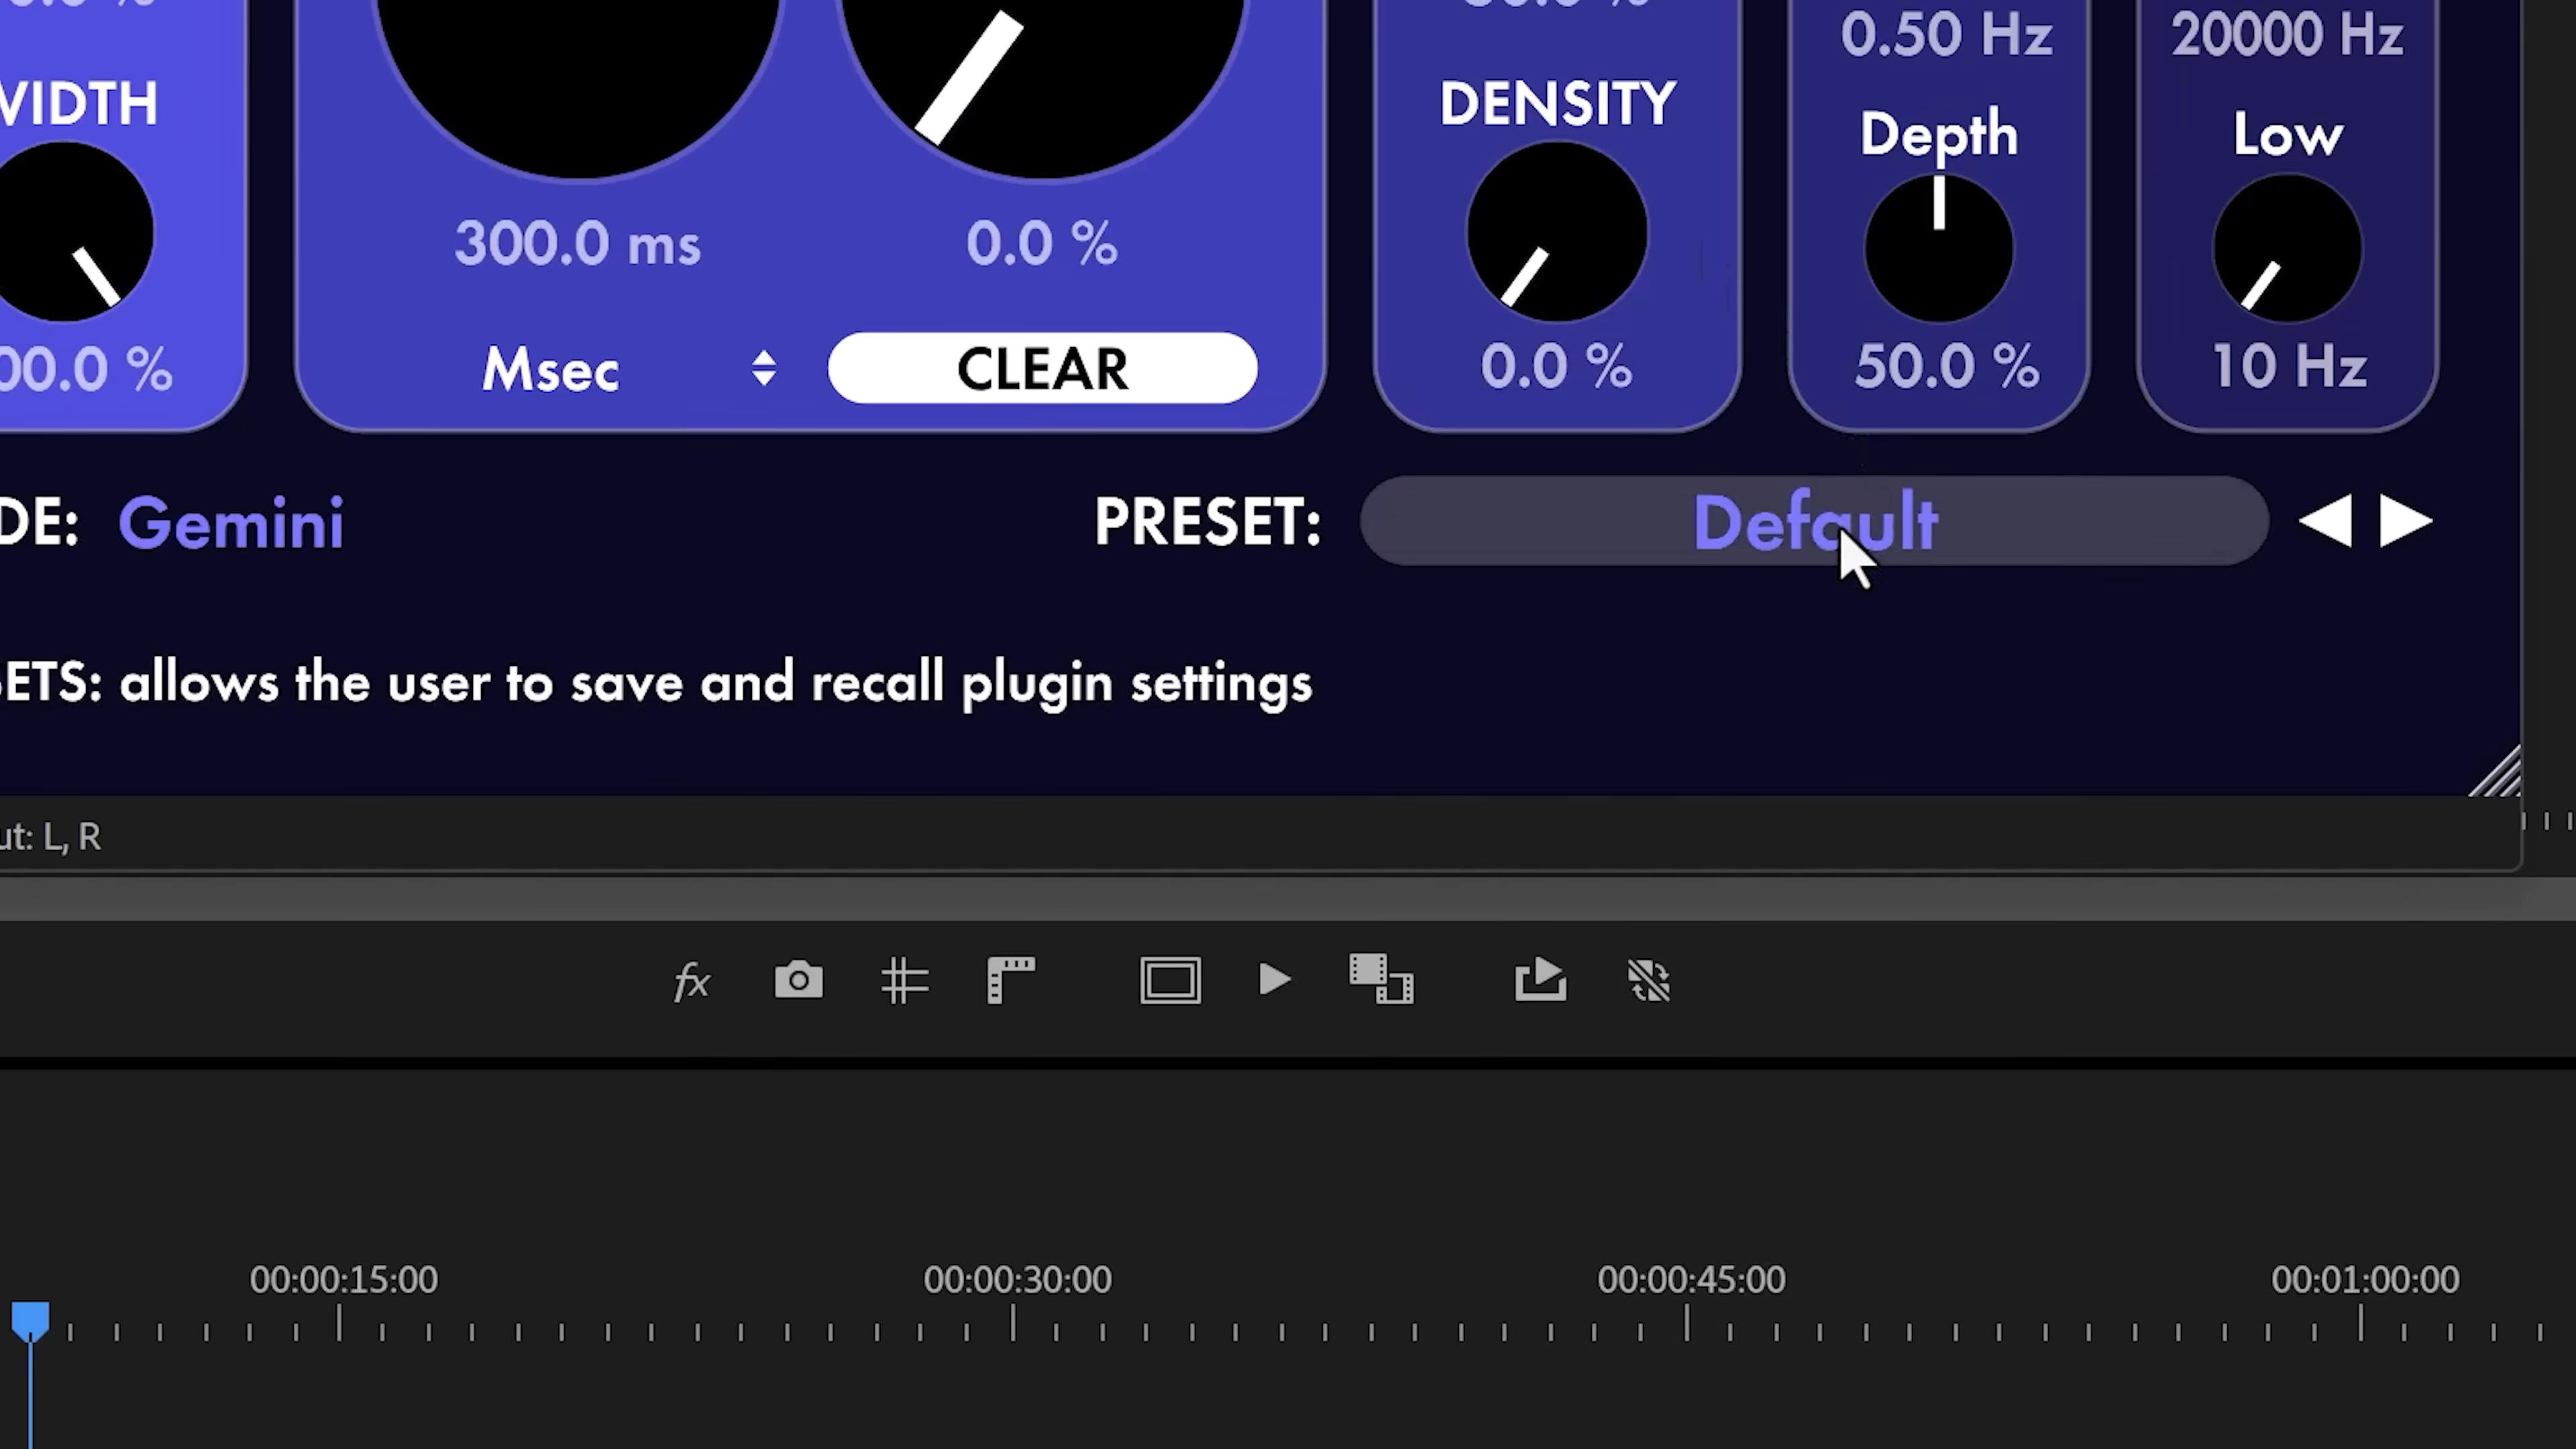 0.50 Hz
20000 Hz
WIDTH
DENSITY
Depth
Low
300.0 ms
0.0 %
00.0 %
Msec
CLEAR
0.0 %
50.0 %
10 Hz
DE: Gemini
PRESET: Default
ETS: allows the user to save and recall plugin settings
ut: L, R
fx
00:00:15:00
00:00:30:00
00:00:45:00
00:01:00:00